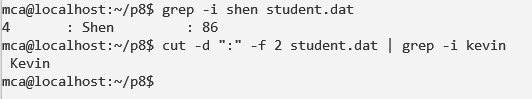 mca@localhost:~/p8$ grep -i shen student.dat
4       : Shen          : 86
mca@localhost:~/p8$ cut -d ":" -f 2 student.dat | grep -i kevin
 Kevin
mca@localhost:~/p8$